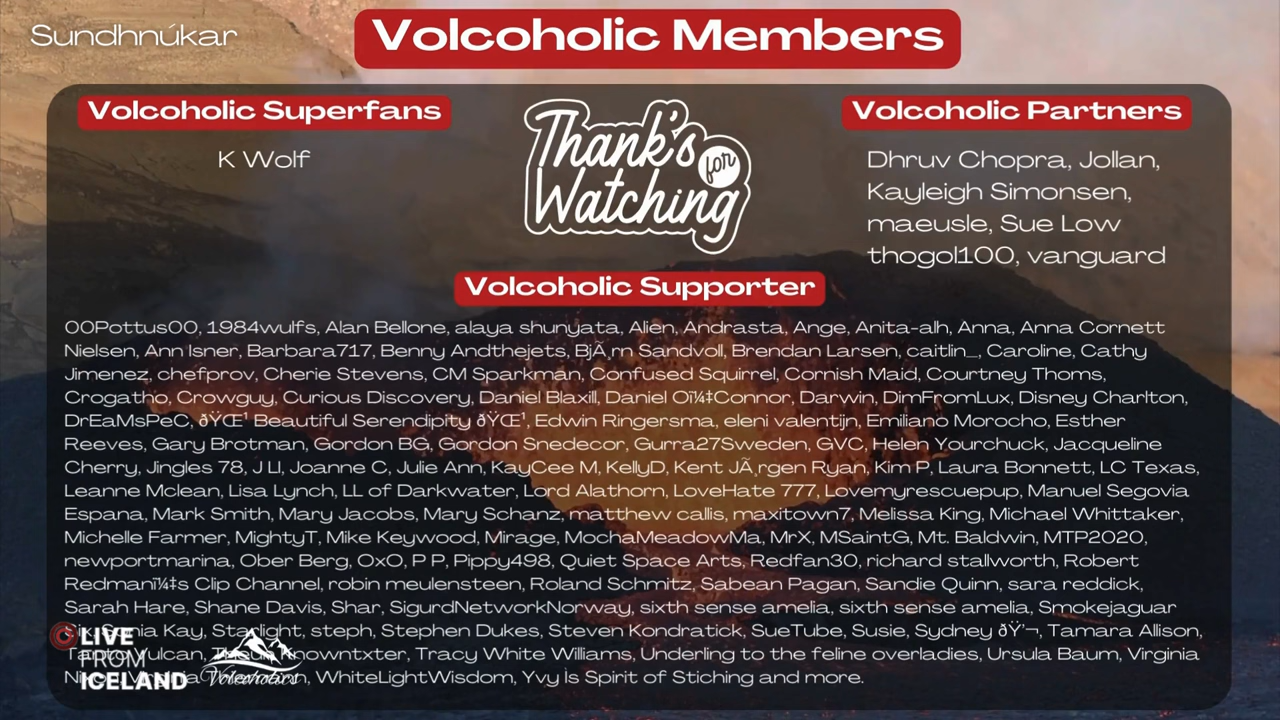 Sundhnúkar
Volcoholic Members
Volcoholic Superfans
K Wolf
Thank's
for
Watching
Volcoholic Partners
Dhruv Chopra, Jollan,
Kayleigh Simonsen,
maeusle, Sue Low
thogol100, vanguard
Volcoholic Supporter
00Pottus00, 1984wulfs, Alan Bellone, alaya shunyata, Alien, Andrasta, Ange, Anita-alh, Anna, Anna Cornett
Nielsen, Ann Isner, Barbara717, Benny Andthejets, BjÃ¸rn Sandvoll, Brendan Larsen, caitlin_, Caroline, Cathy
Jimenez, chefprov, Cherie Stevens, CM Sparkman, Confused Squirrel, Cornish Maid, Courtney Thoms,
Crogatho, Crowguy, Curious Discovery, Daniel Blaxill, Daniel Oï¼‡Connor, Darwin, DimFromLux, Disney Charlton,
DrEaMsPeC, ðŸŒ¹ Beautiful Serendipity ðŸŒ¹, Edwin Ringersma, eleni valentijn, Emiliano Morocho, Esther
Reeves, Gary Brotman, Gordon BG, Gordon Snedecor, Gurra27Sweden, GVC, Helen Yourchuck, Jacqueline
Cherry, Jingles 78, J LI, Joanne C, Julie Ann, KayCee M, KellyD, Kent JÃ¸rgen Ryan, Kim P, Laura Bonnett, LC Texas,
Leanne Mclean, Lisa Lynch, LL of Darkwater, Lord Alathorn, LoveHate 777, Lovemyrescuepup, Manuel Segovia
Espana, Mark Smith, Mary Jacobs, Mary Schanz, matthew callis, maxitown7, Melissa King, Michael Whittaker,
Michelle Farmer, MightyT, Mike Keywood, Mirage, MochaMeadowMa, MrX, MSaintG, Mt. Baldwin, MTP2020,
newportmarina, Ober Berg, OxO, P P, Pippy498, Quiet Space Arts, Redfan30, richard stallworth, Robert
Redmanï¼‡s Clip Channel, robin meulensteen, Roland Schmitz, Sabean Pagan, Sandie Quinn, sara reddick,
Sarah Hare, Shane Davis, Shar, SigurdNetworkNorway, sixth sense amelia, sixth sense amelia, Smokejaguar
Kay, Starlight, steph, Stephen Dukes, Steven Kondratick, SueTube, Susie, Sydney ðŸ’¬, Tamara Allison,
Vulcan, Knowntxter, Tracy White Williams, Underling to the feline overladies, Ursula Baum, Virginia
WhiteLightWisdom, Yvy İs Spirit of Stiching and more.
LIVE
FROM
ICELAND
Volcoholics